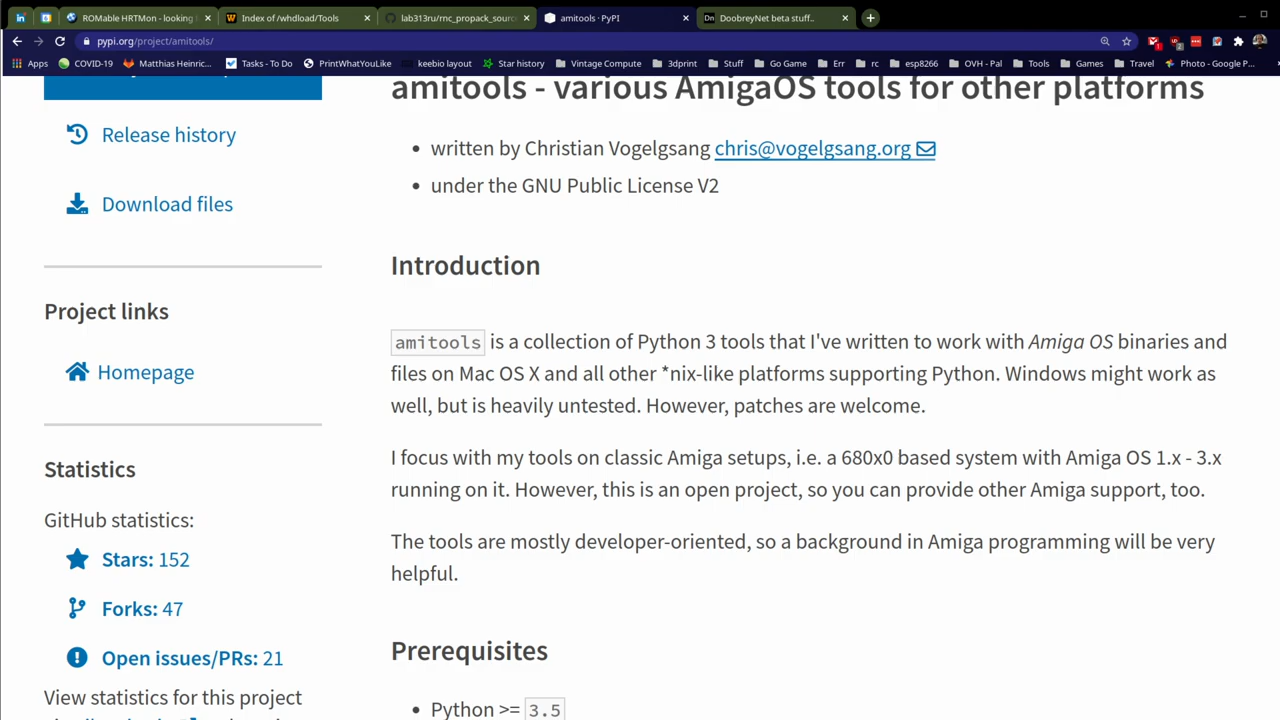 ROMable HRTMon - looking
Index of /whdload/Tools
lab313ru/rnc_propack_source
amitools · PyPI
DoobreyNet beta stuff..
pypi.org/project/amitools/
Apps
COVID-19
Matthias Heinric...
Tasks - To Do
PrintWhatYouLike
keebio layout
Star history
Vintage Compute
3dprint
Stuff
Go Game
Err
rc
esp8266
OVH - Pal
Tools
Games
Travel
Photo - Google P...
amitools - various AmigaOS tools for other platforms
Release history
Download files
Project links
Homepage
Statistics
GitHub statistics:
Stars: 152
Forks: 47
Open issues/PRs: 21
View statistics for this project
written by Christian Vogelgsang chris@vogelgsang.org
under the GNU Public License V2
Introduction
amitools is a collection of Python 3 tools that I've written to work with Amiga OS binaries and
files on Mac OS X and all other *nix-like platforms supporting Python. Windows might work as
well, but is heavily untested. However, patches are welcome.
I focus with my tools on classic Amiga setups, i.e. a 680x0 based system with Amiga OS 1.x - 3.x
running on it. However, this is an open project, so you can provide other Amiga support, too.
The tools are mostly developer-oriented, so a background in Amiga programming will be very
helpful.
Prerequisites
Python >= 3.5